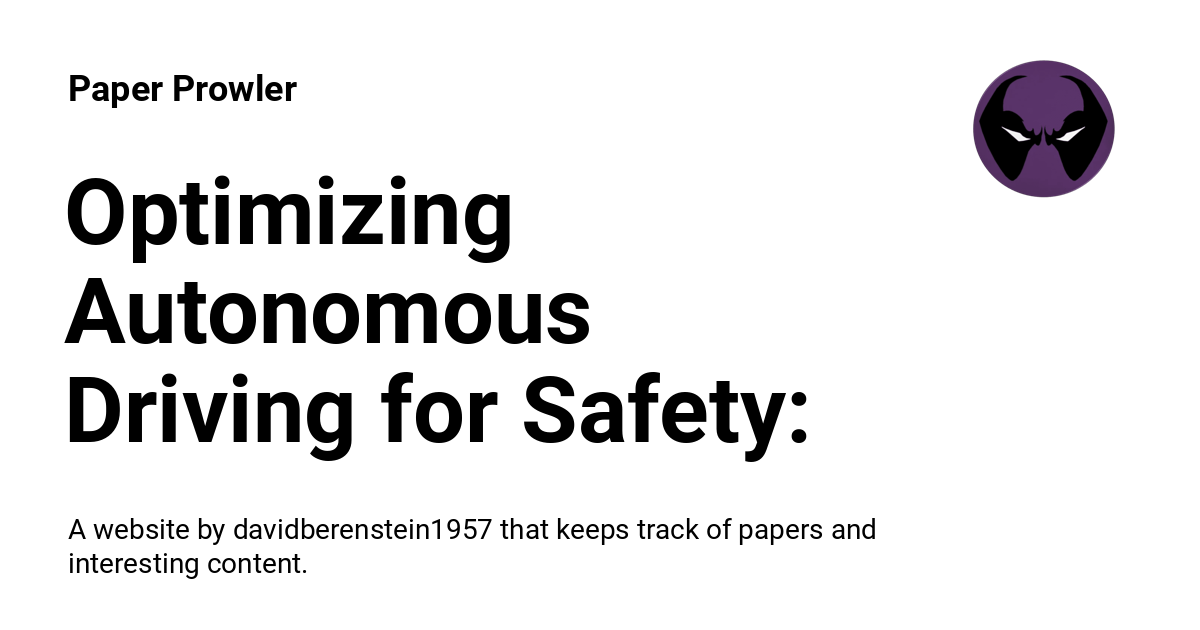 Paper Prowler
Optimizing
Autonomous
Driving for Safety:
A website by davidberenstein1957 that keeps track of papers and
interesting content.